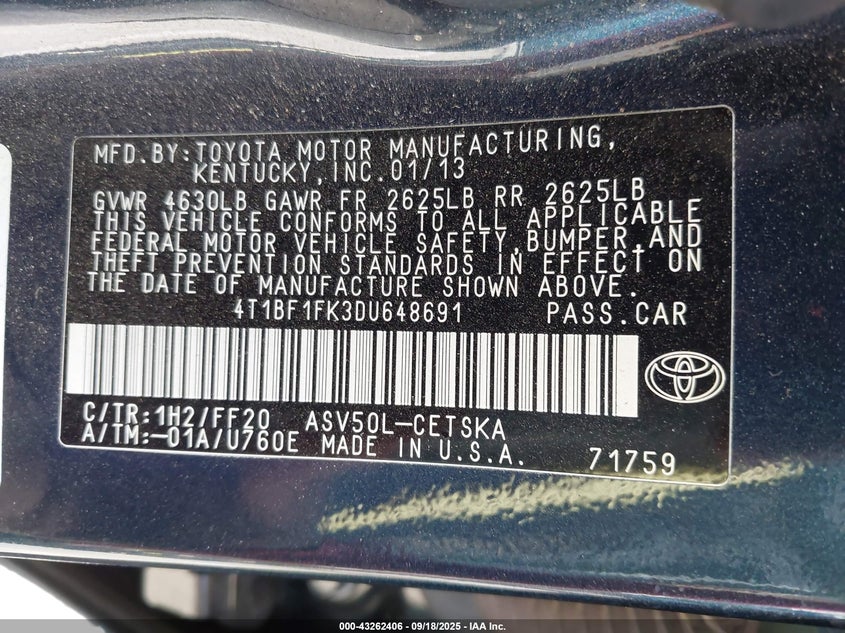 MFD.BY:TOYOTA MOTOR MANUFACTURING,
KENTUCKY,INC.01/13
GVWR 4630LB GAWR FR 2625LB RR 2625LB
THIS VEHICLE CONFORMS TO ALL APPLICABLE
FEDERAL MOTOR VEHICLE SAFETY,BUMPER,AND
THEFT PREVENTION STANDARDS IN EFFECT ON
THE DATE OF MANUFACTURE SHOWN ABOVE.
4T1BF1FK3DU648691 PASS.CAR
C/TR:1H2/FF20 ASV50L-CETSKA
A/TM:-01A/U760E MADE IN U.S.A. 71759
000-43262406 - 09/18/2025 - IAA Inc.